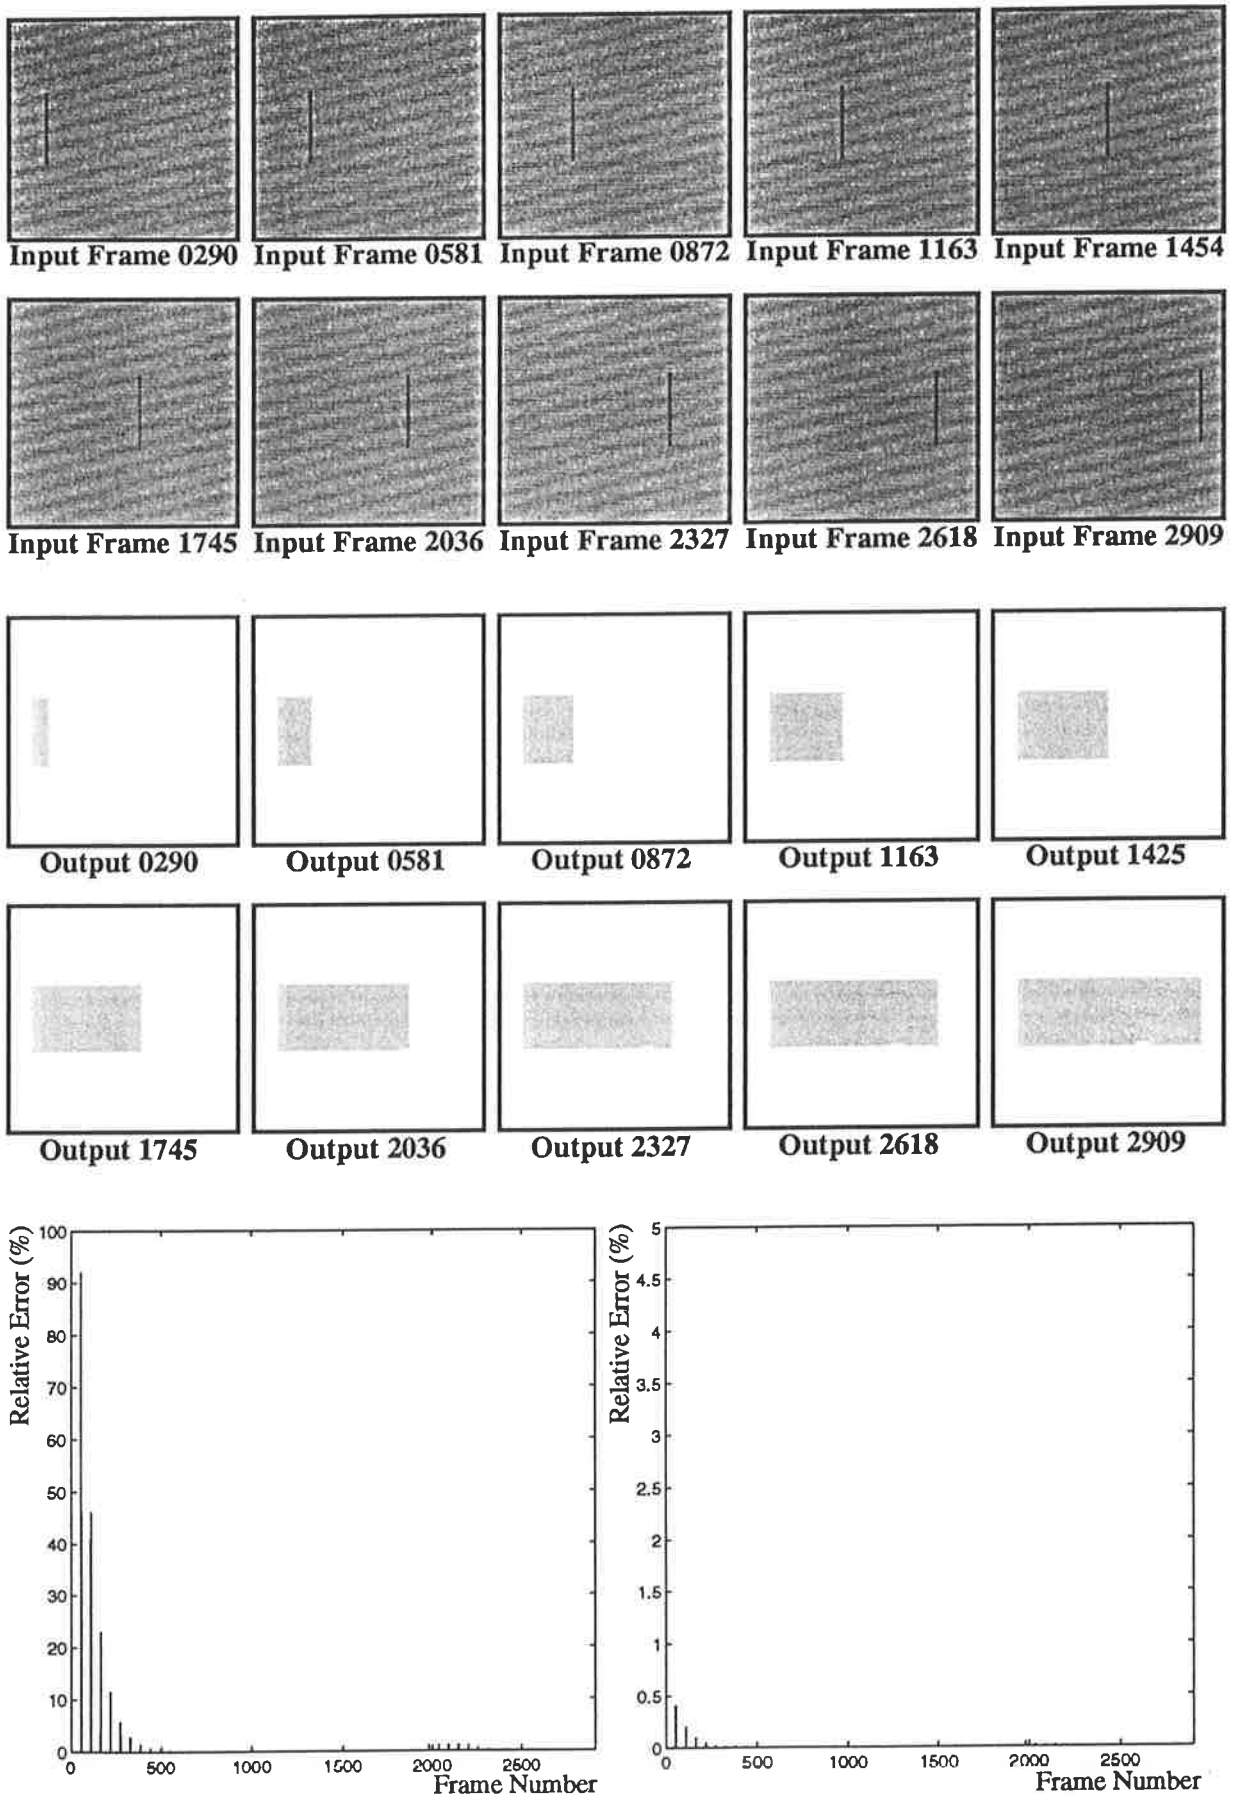 Input Frame 0290 Input Frame 0581 Input Frame 0872 Input Frame 1163 Input Frame 1454
Input Frame 1745 Input Frame 2036 Input Frame 2327 Input Frame 2618 Input Frame 2909
Output 0290 Output 0581 Output 0872 Output 1163 Output 1425
Output 1745 Output 2036 Output 2327 Output 2618 Output 2909
Relative Error (%)
100
90
80
70
60
50
40
30
20
10
0
0 500 1000 1500 2000 2500
Frame Number
Relative Error (%)
5
4.5
4
3.5
3
2.5
2
1.5
1
0.5
0
0 500 1000 1500 2000 2500
Frame Number